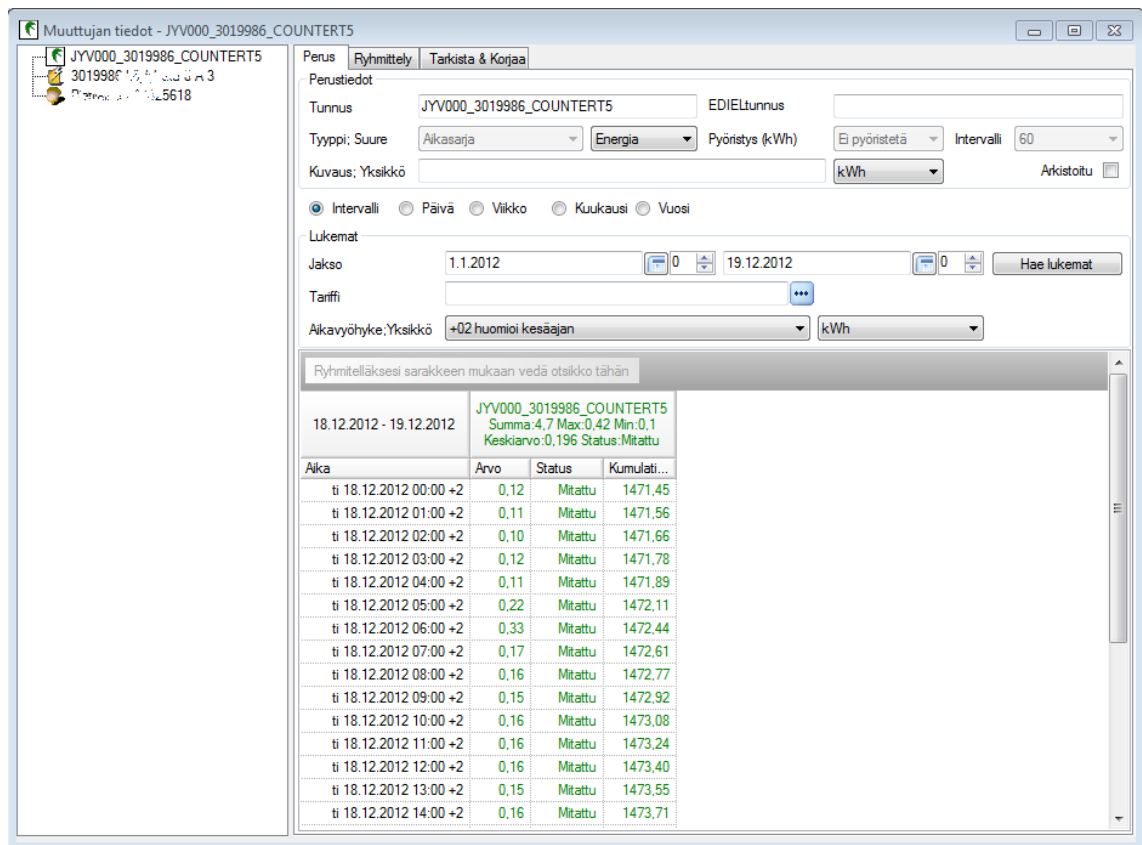 Muuttujan tiedot - JYV000_3019986_COUNTERT5
JYV000_3019986_COUNTERT5
3019986
A 3
5618
Perus Ryhmittely Tarkista & Korjaa
Perustiedot
Tunnus JYV000_3019986_COUNTERT5 EDIELtunnus
Tyyppi; Suure Aikasarja Energia Pyöristys (kWh) Ei pyöristetä Intervalli 60
Kuvaus; Yksikkö kWh Arkistoitu
Intervalli Päivä Viikko Kuukausi Vuosi
Lukemat
Jakso 1.1.2012 0 19.12.2012 0 Hae lukemat
Tariffi
Aikavyöhyke;Yksikkö +02 huomioi kesäajan kWh
Ryhmitelläksesi sarakkeen mukaan vedä otsikko tähän
18.12.2012 - 19.12.2012
JYV000_3019986_COUNTERT5
Summa:4,7 Max:0,42 Min:0,1
Keskiarvo:0,196 Status:Mitattu
Aika Arvo Status Kumulati...
ti 18.12.2012 00:00 +2 0,12 Mitattu 1471,45
ti 18.12.2012 01:00 +2 0,11 Mitattu 1471,56
ti 18.12.2012 02:00 +2 0,10 Mitattu 1471,66
ti 18.12.2012 03:00 +2 0,12 Mitattu 1471,78
ti 18.12.2012 04:00 +2 0,11 Mitattu 1471,89
ti 18.12.2012 05:00 +2 0,22 Mitattu 1472,11
ti 18.12.2012 06:00 +2 0,33 Mitattu 1472,44
ti 18.12.2012 07:00 +2 0,17 Mitattu 1472,61
ti 18.12.2012 08:00 +2 0,16 Mitattu 1472,77
ti 18.12.2012 09:00 +2 0,15 Mitattu 1472,92
ti 18.12.2012 10:00 +2 0,16 Mitattu 1473,08
ti 18.12.2012 11:00 +2 0,16 Mitattu 1473,24
ti 18.12.2012 12:00 +2 0,16 Mitattu 1473,40
ti 18.12.2012 13:00 +2 0,15 Mitattu 1473,55
ti 18.12.2012 14:00 +2 0,16 Mitattu 1473,71